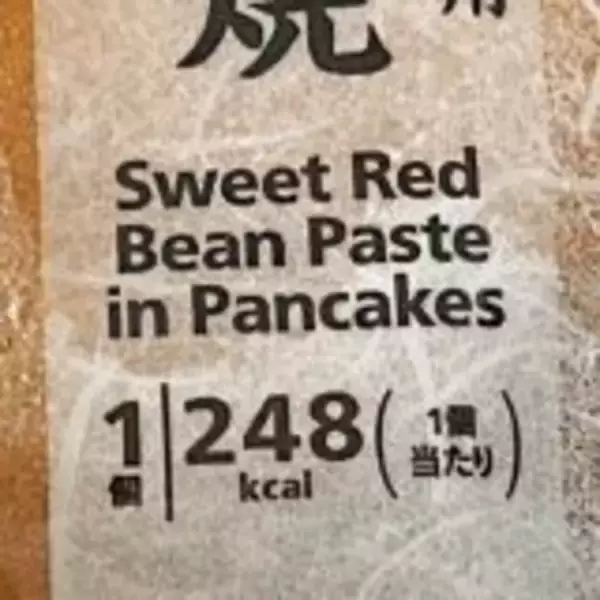 焼
Sweet Red
Bean Paste
in Pancakes
1個 248 kcal (1個当たり)